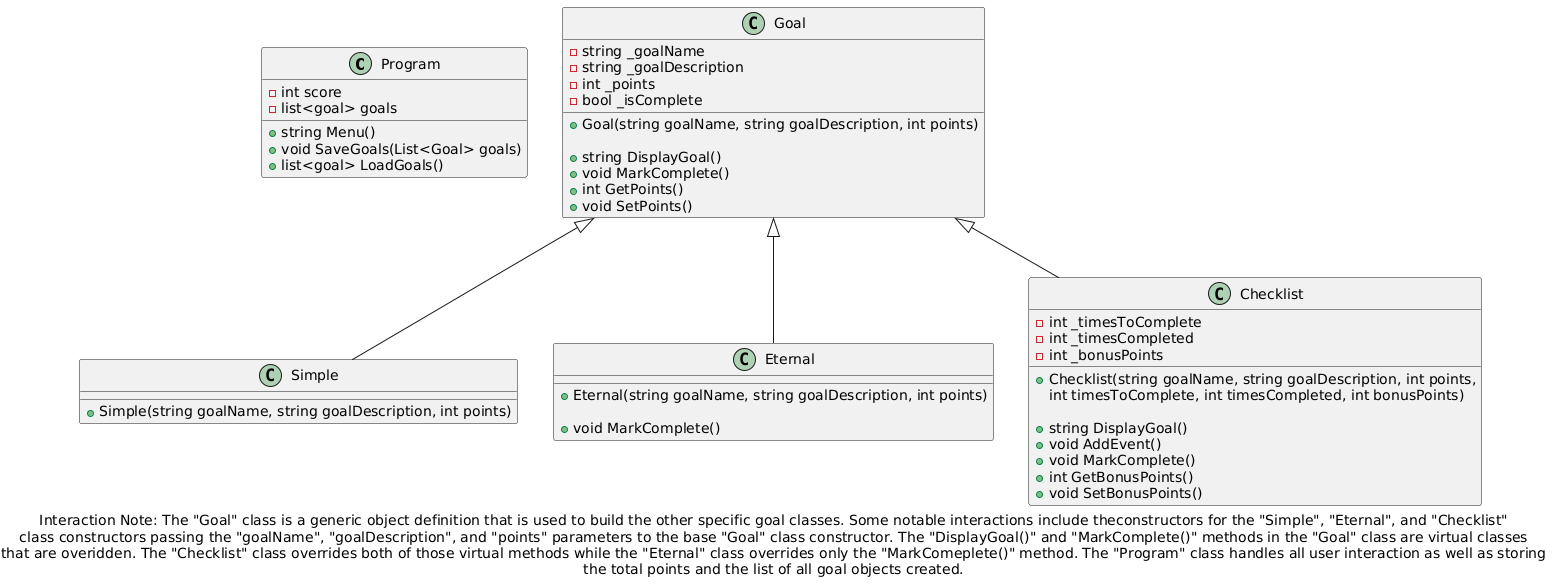 C Program
int score
list<goal> goals
string Menu()
void SaveGoals(List<Goal> goals)
list<goal> LoadGoals()
C Goal
string _goalName
string _goalDescription
int _points
bool _isComplete
Goal(string goalName, string goalDescription, int points)
string DisplayGoal()
void MarkComplete()
int GetPoints()
void SetPoints()
C Simple
Simple(string goalName, string goalDescription, int points)
C Eternal
Eternal(string goalName, string goalDescription, int points)
void MarkComplete()
C Checklist
int _timesToComplete
int _timesCompleted
int _bonusPoints
Checklist(string goalName, string goalDescription, int points,
int timesToComplete, int timesCompleted, int bonusPoints)
string DisplayGoal()
void AddEvent()
void MarkComplete()
int GetBonusPoints()
void SetBonusPoints()
Interaction Note: The "Goal" class is a generic object definition that is used to build the other specific goal classes. Some notable interactions include theconstructors for the "Simple", "Eternal", and "Checklist"
class constructors passing the "goalName", "goalDescription", and "points" parameters to the base "Goal" class constructor. The "DisplayGoal()" and "MarkComplete()" methods in the "Goal" class are virtual classes
that are overidden. The "Checklist" class overrides both of those virtual methods while the "Eternal" class overrides only the "MarkComeplete()" method. The "Program" class handles all user interaction as well as storing
the total points and the list of all goal objects created.